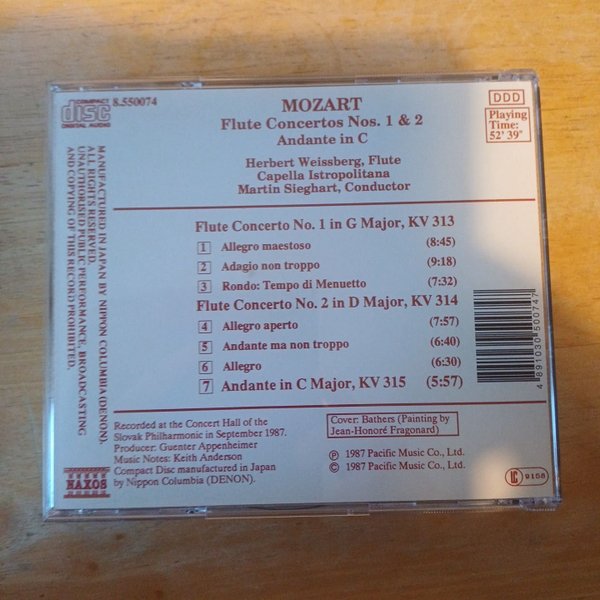 COMPACT
disc
DIGITAL AUDIO
8.550074
MOZART
Flute Concertos Nos. 1 & 2
Andante in C
Herbert Weissberg, Flute
Capella Istropolitana
Martin Sieghart, Conductor
DDD
Playing
Time:
52' 39"
MANUFACTURED IN JAPAN BY NIPPON COLUMBIA(DENON).
ALL RIGHTS RESERVED.
UNAUTHORISED PUBLIC PERFORMANCE, BROADCASTING
AND COPYING OF THIS RECORD PROHIBITED.
Flute Concerto No. 1 in G Major, KV 313
1 Allegro maestoso (8:45)
2 Adagio non troppo (9:18)
3 Rondo: Tempo di Menuetto (7:32)
Flute Concerto No. 2 in D Major, KV 314
4 Allegro aperto (7:57)
5 Andante ma non troppo (6:40)
6 Allegro (6:30)
7 Andante in C Major, KV 315 (5:57)
4 891030 500747
Recorded at the Concert Hall of the
Slovak Philharmonic in September 1987.
Producer: Guenter Appenheimer
Music Notes: Keith Anderson
Compact Disc manufactured in Japan
by Nippon Columbia (DENON).
Cover: Bathers (Painting by
Jean-Honoré Fragonard)
℗ 1987 Pacific Music Co., Ltd.
© 1987 Pacific Music Co., Ltd.
NAXOS
LC 9158